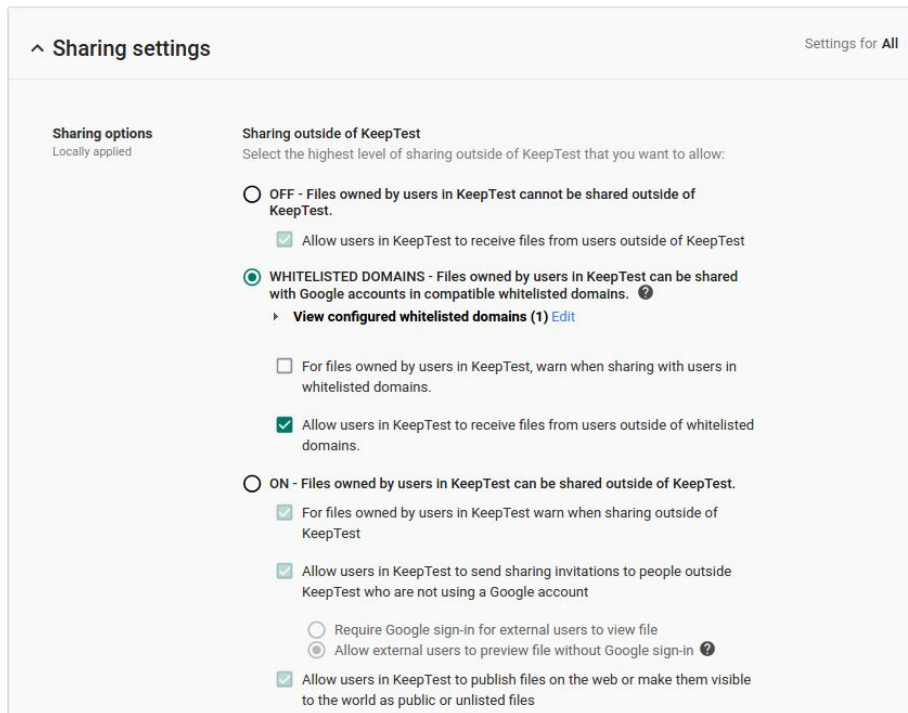 Sharing settings
Settings for All
Sharing options
Locally applied
Sharing outside of KeepTest
Select the highest level of sharing outside of KeepTest that you want to allow:
OFF - Files owned by users in KeepTest cannot be shared outside of
KeepTest.
Allow users in KeepTest to receive files from users outside of KeepTest
WHITELISTED DOMAINS - Files owned by users in KeepTest can be shared
with Google accounts in compatible whitelisted domains. ?
View configured whitelisted domains (1) Edit
For files owned by users in KeepTest, warn when sharing with users in
whitelisted domains.
Allow users in KeepTest to receive files from users outside of whitelisted
domains.
ON - Files owned by users in KeepTest can be shared outside of KeepTest.
For files owned by users in KeepTest warn when sharing outside of
KeepTest
Allow users in KeepTest to send sharing invitations to people outside
KeepTest who are not using a Google account
Require Google sign-in for external users to view file
Allow external users to preview file without Google sign-in ?
Allow users in KeepTest to publish files on the web or make them visible
to the world as public or unlisted files